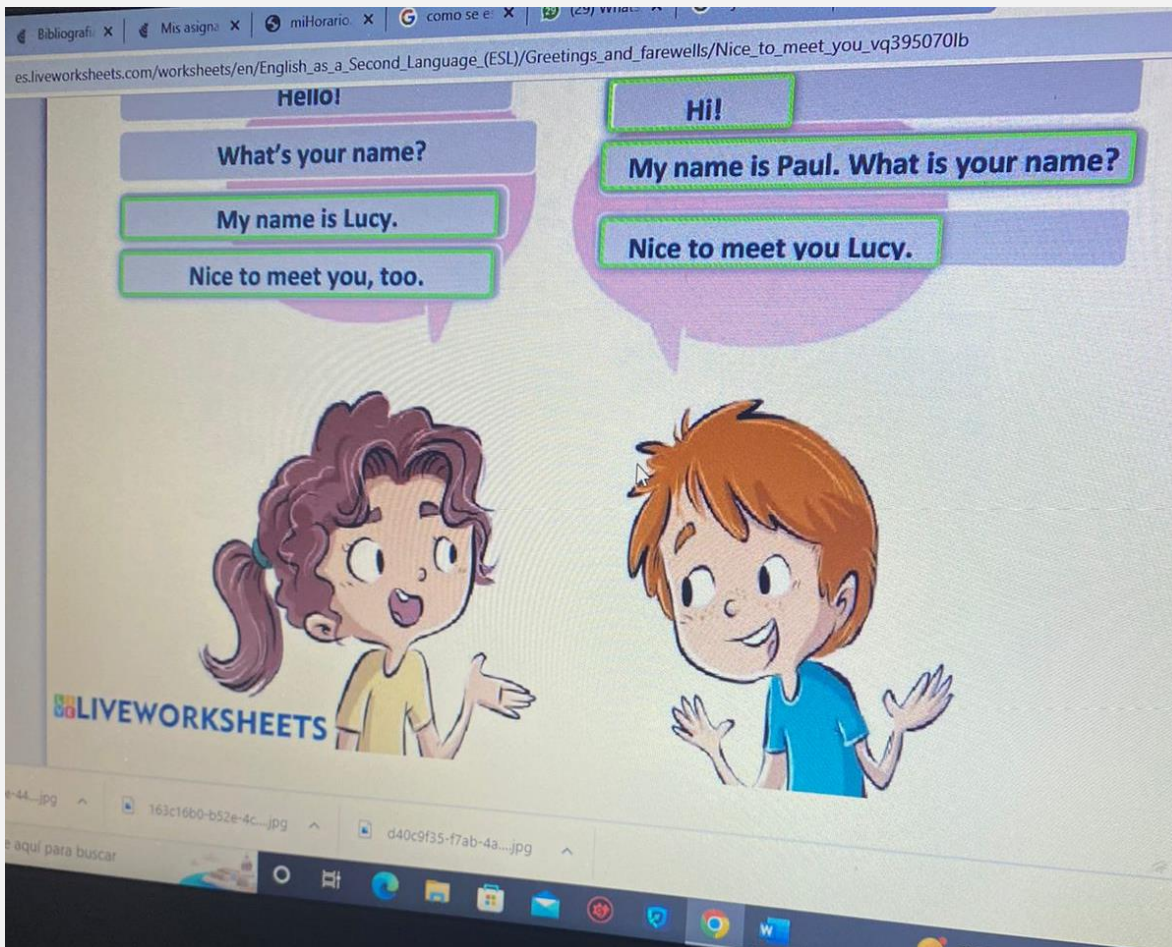 Bibliografi
Mis asigna
miHorario
como se e
es.liveworksheets.com/worksheets/en/English_as_a_Second_Language_(ESL)/Greetings_and_farewells/Nice_to_meet_you_vq395070lb
Hello!
What's your name?
My name is Lucy.
Nice to meet you, too.
Hi!
My name is Paul. What is your name?
Nice to meet you Lucy.
LIVEWORKSHEETS
e-44....jpg
163c16b0-b52e-4c....jpg
d40c9f35-f7ab-4a....jpg
e aquí para buscar
W